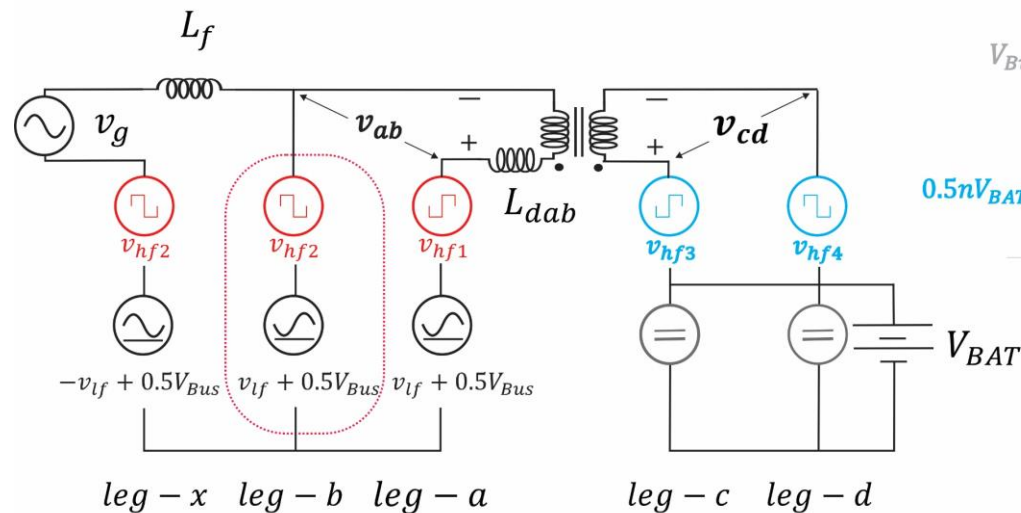 L_f
V_Bu
v_g
− −
v_ab
v_cd
+ +
L_dab
0.5nV_BAT
v_hf2 v_hf2 v_hf1 v_hf3 v_hf4
V_BAT
−v_lf + 0.5V_Bus v_lf + 0.5V_Bus v_lf + 0.5V_Bus
leg − x leg − b leg − a leg − c leg − d